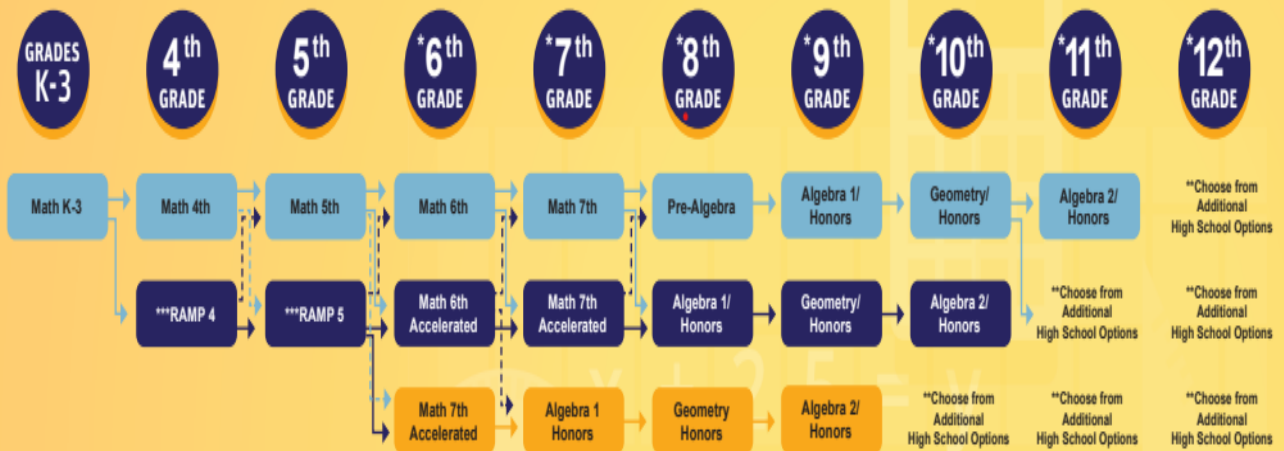 GRADES
K-3
4th
GRADE
5th
GRADE
*6th
GRADE
*7th
GRADE
*8th
GRADE
*9th
GRADE
*10th
GRADE
*11th
GRADE
*12th
GRADE
Math K-3
Math 4th
Math 5th
Math 6th
Math 7th
Pre-Algebra
Algebra 1/
Honors
Geometry/
Honors
Algebra 2/
Honors
**Choose from
Additional
High School Options
***RAMP 4
***RAMP 5
Math 6th
Accelerated
Math 7th
Accelerated
Algebra 1/
Honors
Geometry/
Honors
Algebra 2/
Honors
**Choose from
Additional
High School Options
**Choose from
Additional
High School Options
Math 7th
Accelerated
Algebra 1
Honors
Geometry
Honors
Algebra 2/
Honors
**Choose from
Additional
High School Options
**Choose from
Additional
High School Options
**Choose from
Additional
High School Options